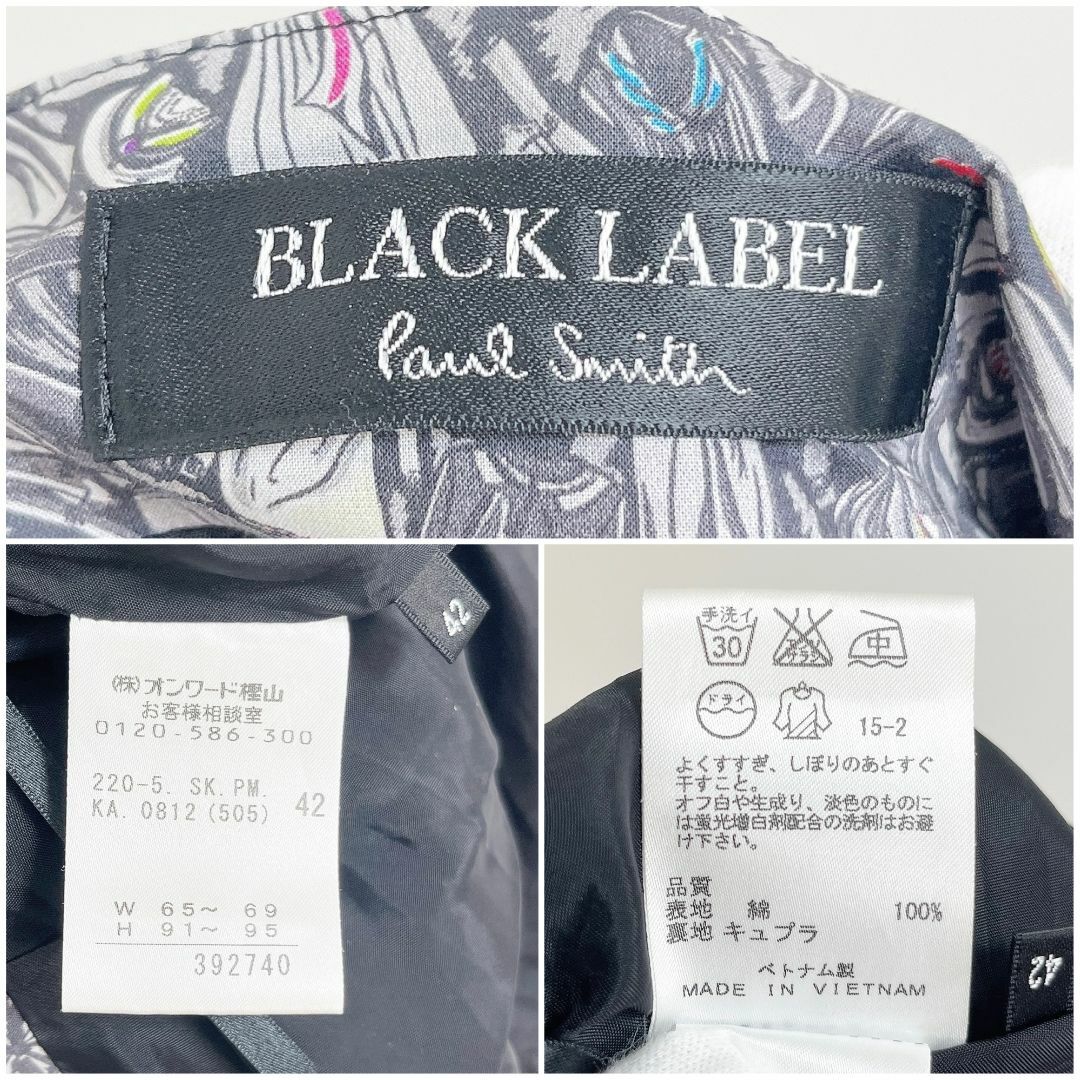 BLACK LABEL
Paul Smith
42
(株)オンワード樫山
お客様相談室
0120-586-300
220-5. SK. PM.
KA. 0812 (505) 42
W 65～ 69
H 91～ 95
392740
手洗イ
30
エンソ
サラシ
中
ドライ
15-2
よくすすぎ、しぼりのあとすぐ
干すこと。
オフ白や生成り、淡色のものに
は蛍光増白剤配合の洗剤はお避
け下さい。
品質
表地 綿 100%
裏地 キュプラ
ベトナム製
MADE IN VIETNAM
42